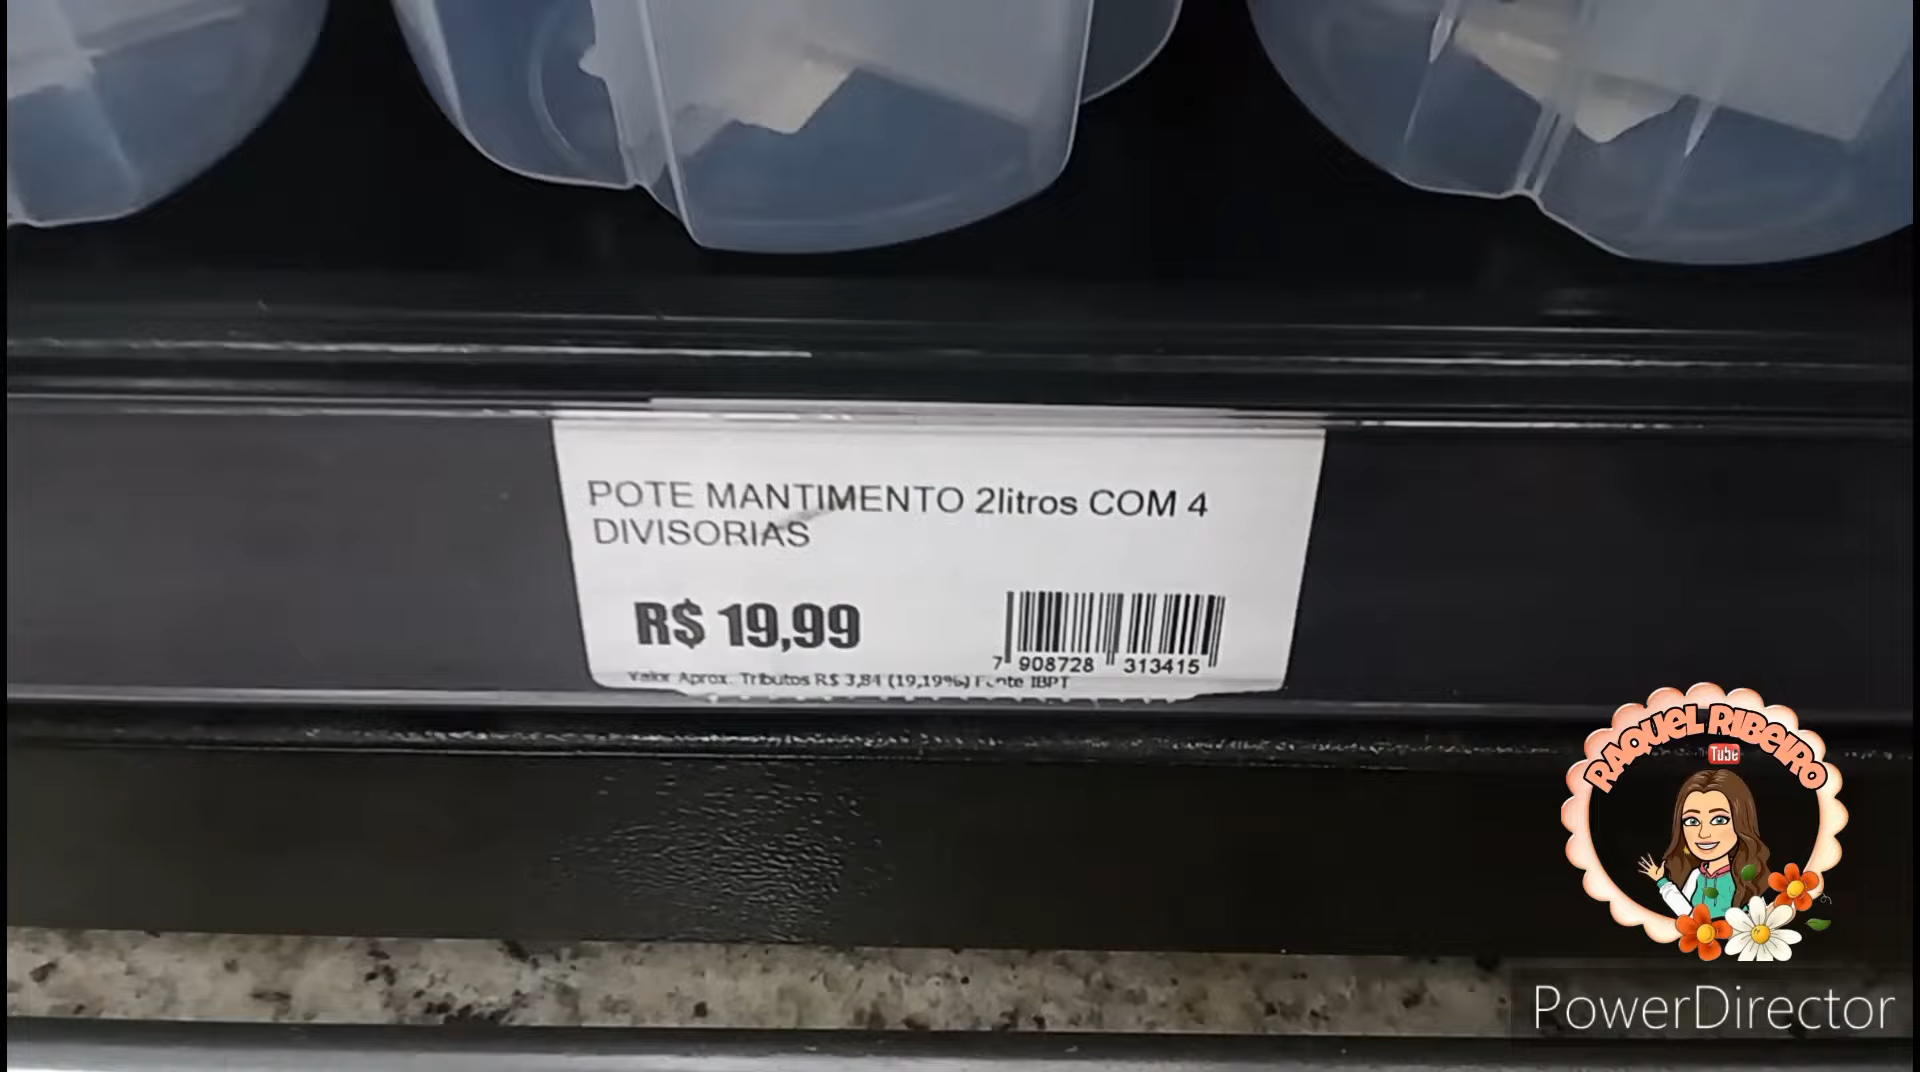 POTE MANTIMENTO 2litros COM 4
DIVISORIAS
R$ 19,99
7 908728 313415
Valor Aprox. Tributos R$ 3,84 (19,19%) Fonte IBPT
RAQUEL RIBEIRO
Tube
PowerDirector